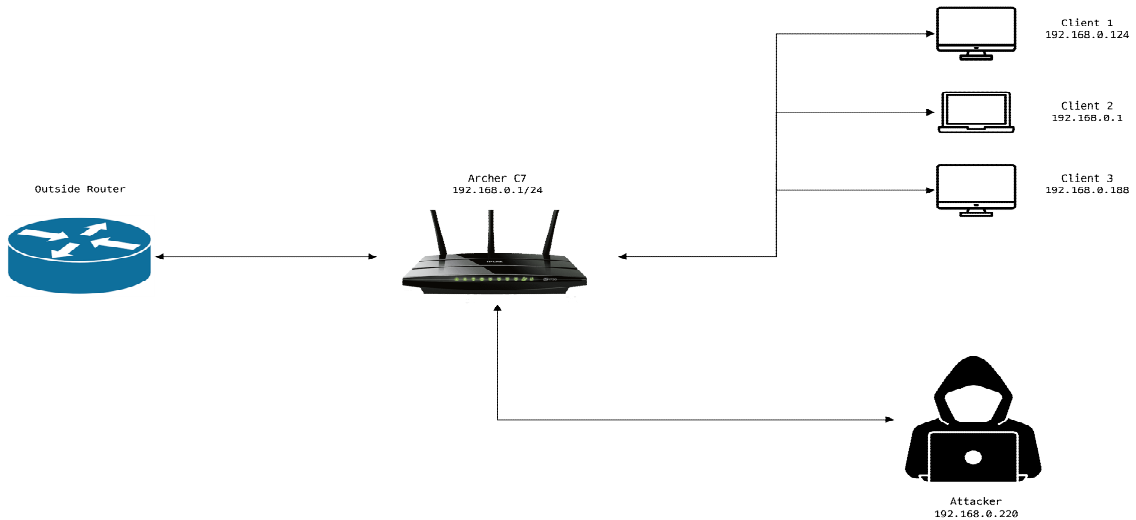 Client 1
192.168.0.124
Client 2
192.168.0.1
Client 3
192.168.0.188
Archer C7
192.168.0.1/24
Outside Router
Attacker
192.168.0.220